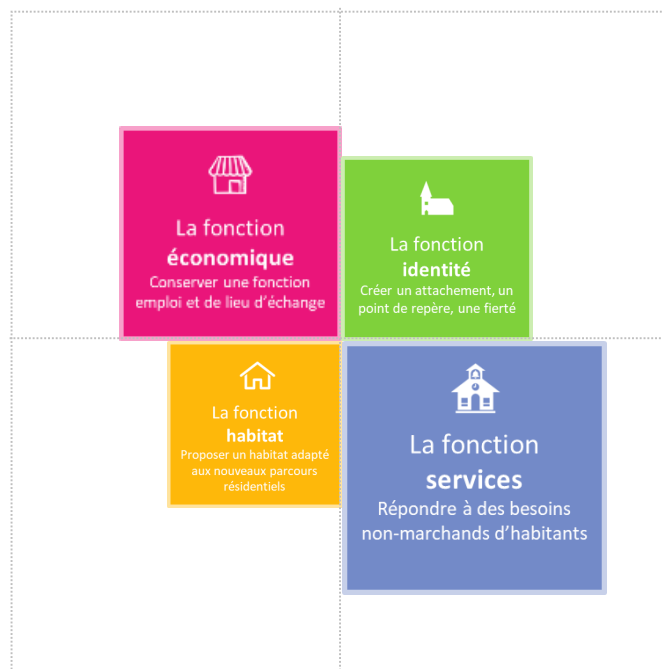 La fonction
économique
Conserver une fonction
emploi et de lieu d'échange
La fonction
identité
Créer un attachement, un
point de repère, une fierté
La fonction
habitat
Proposer un habitat adapté
aux nouveaux parcours
résidentiels
La fonction
services
Répondre à des besoins
non-marchands d'habitants